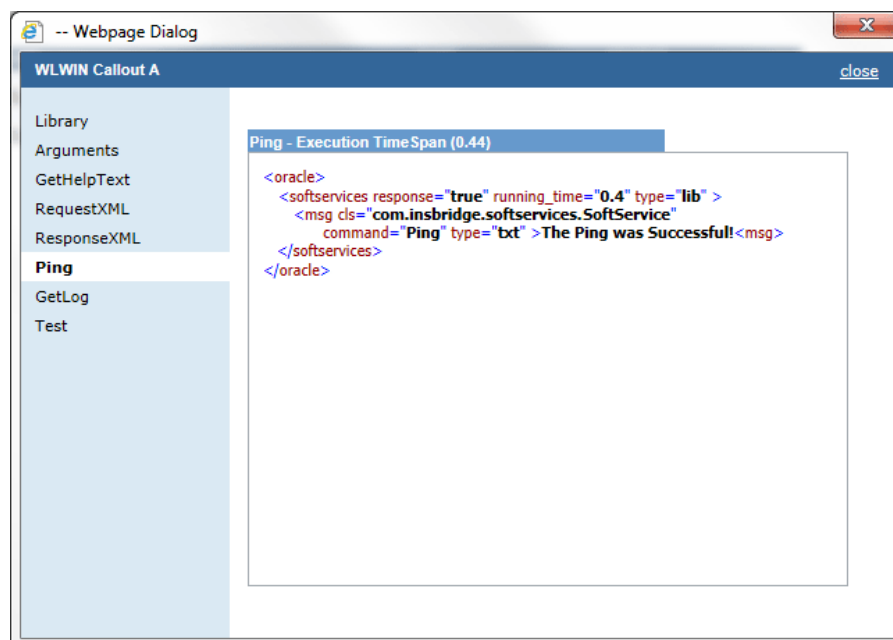 -- Webpage Dialog
WLWIN Callout A
close
Library
Arguments
GetHelpText
RequestXML
ResponseXML
Ping
GetLog
Test
Ping - Execution TimeSpan (0.44)
<oracle>
<softservices response="true" running_time="0.4" type="lib" >
<msg cls="com.insbridge.softservices.SoftService"
command="Ping" type="txt" >The Ping was Successful!<msg>
</softservices>
</oracle>